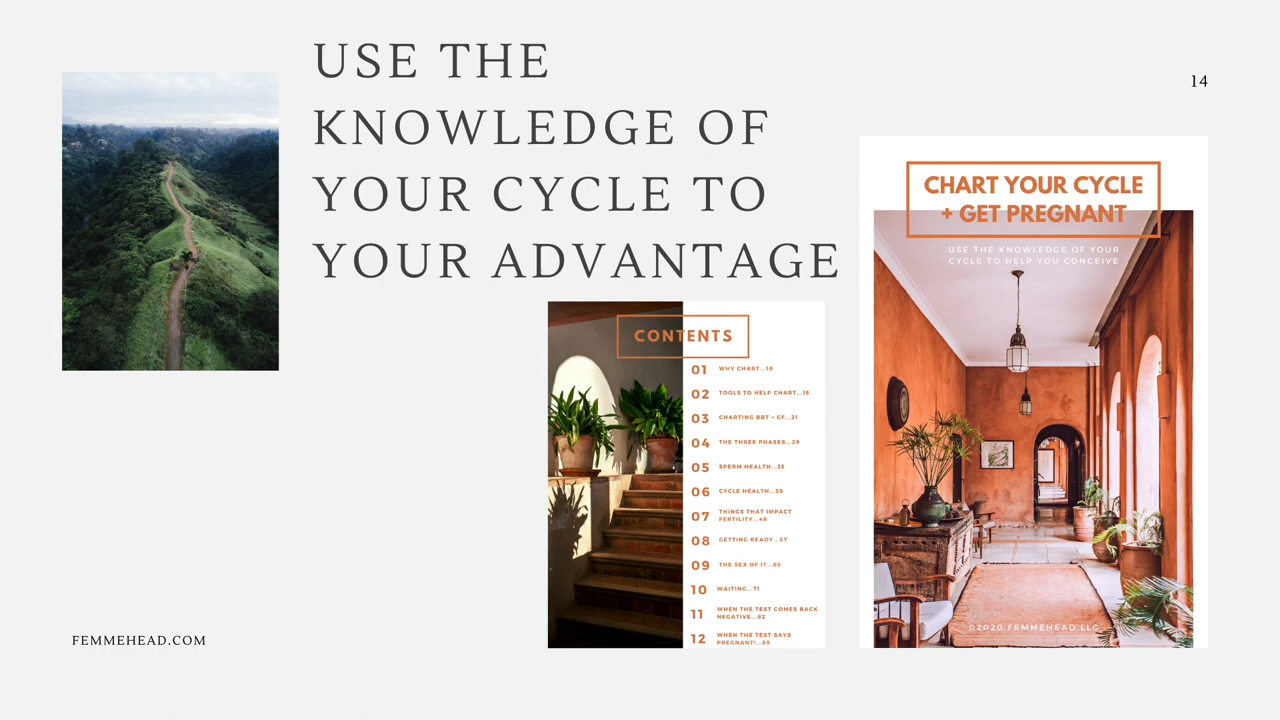 USE THE
KNOWLEDGE OF
YOUR CYCLE TO
YOUR ADVANTAGE
14
CONTENTS
01 WHY CHART...10
02 TOOLS TO HELP CHART...15
03 CHARTING BBT + CF...21
04 THE THREE PHASES...29
05 SPERM HEALTH...35
06 CYCLE HEALTH...39
07 THINGS THAT IMPACT
FERTILITY...48
08 GETTING READY...57
09 THE SEX OF IT...65
10 WAITING...71
11 WHEN THE TEST COMES BACK
NEGATIVE...82
12 WHEN THE TEST SAYS
PREGNANT!...89
CHART YOUR CYCLE
+ GET PREGNANT
USE THE KNOWLEDGE OF YOUR
CYCLE TO HELP YOU CONCEIVE
©2020 FEMMEHEAD LLC
FEMMEHEAD.COM